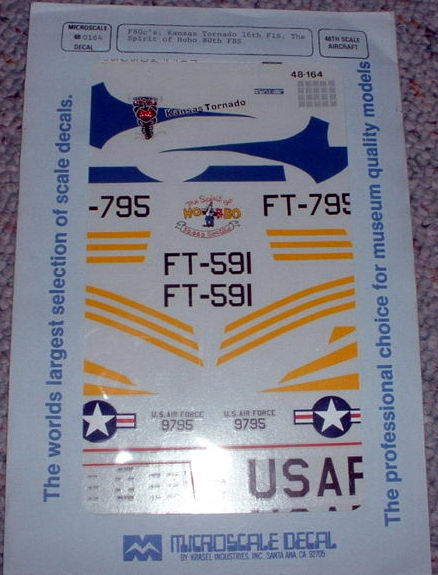 MICROSCALE
48 0164
DECAL
F80c's; Kansas Tornado 16th FIS; The
Spirit of Hobo 80th FBS
48TH SCALE
AIRCRAFT
48-164
Kansas Tornado
The worlds largest selection of scale decals.
The professional choice for museum quality models
-795
The Spirit of
HOBO
FT-795
FT-591
FT-591
U.S. AIR FORCE
9795
U.S. AIR FORCE
9795
USAF
MICROSCALE DECAL
BY KRASEL INDUSTRIES, INC. SANTA ANA, CA. 92705